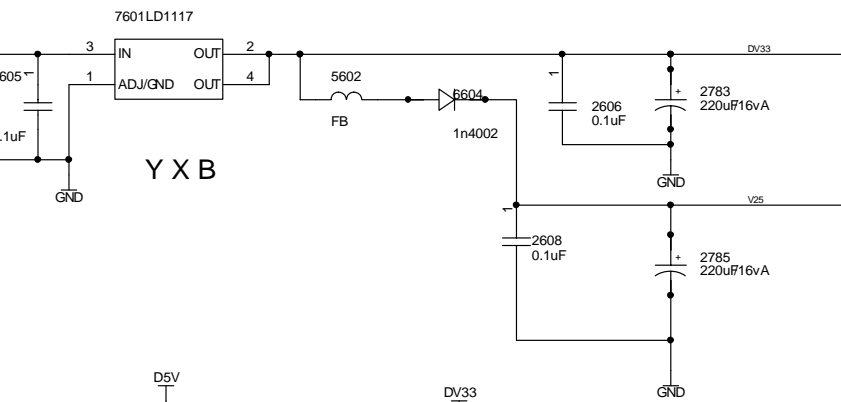 7601LD1117
3 IN OUT 2
1 ADJ/GND OUT 4
605 1
.1uF
GND
Y X B
5602
FB
6604
1n4002
1
2606
0.1uF
+
2783
220uF/16vA
DV33
GND
V25
1
2608
0.1uF
+
2785
220uF/16vA
GND
D5V
DV33